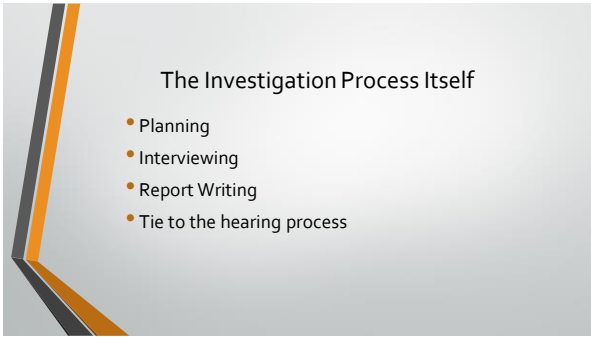 The Investigation Process Itself
• Planning
• Interviewing
• Report Writing
• Tie to the hearing process